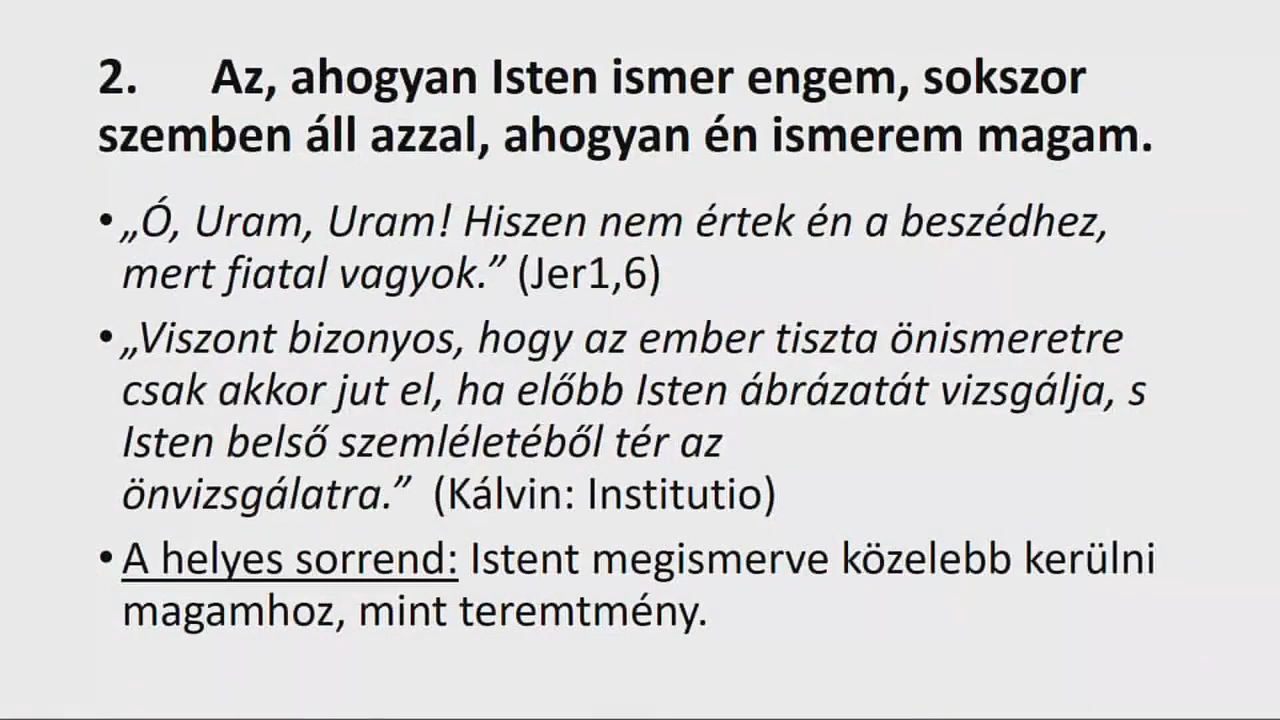 2. Az, ahogyan Isten ismer engem, sokszor
szemben áll azzal, ahogyan én ismerem magam.
• „Ó, Uram, Uram! Hiszen nem értek én a beszédhez,
mert fiatal vagyok.” (Jer1,6)
• „Viszont bizonyos, hogy az ember tiszta önismeretre
csak akkor jut el, ha előbb Isten ábrázatát vizsgálja, s
Isten belső szemléletéből tér az
önvizsgálatra.” (Kálvin: Institutio)
• A helyes sorrend: Istent megismerve közelebb kerülni
magamhoz, mint teremtmény.